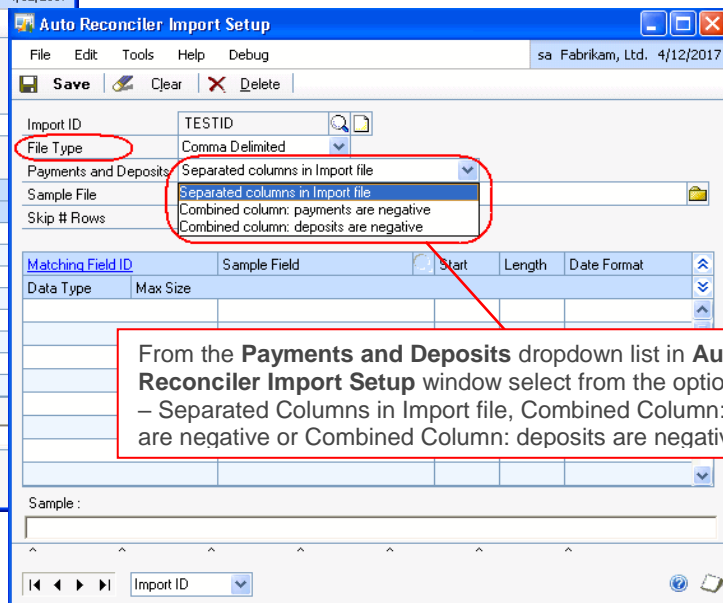 Auto Reconciler Import Setup
File Edit Tools Help Debug sa Fabrikam, Ltd. 4/12/2017
Save Clear Delete
Import ID TESTID
File Type Comma Delimited
Payments and Deposits Separated columns in Import file
Sample File Separated columns in Import file
Combined column: payments are negative
Skip # Rows Combined column: deposits are negative
Matching Field ID Sample Field Start Length Date Format
Data Type Max Size
From the Payments and Deposits dropdown list in Au
Reconciler Import Setup window select from the optio
– Separated Columns in Import file, Combined Column:
are negative or Combined Column: deposits are negativ
Sample :
Import ID